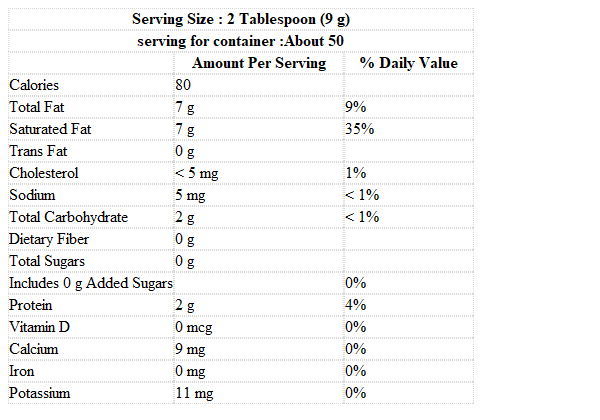 Serving Size : 2 Tablespoon (9 g)
serving for container :About 50
Amount Per Serving % Daily Value
Calories 80
Total Fat 7 g 9%
Saturated Fat 7 g 35%
Trans Fat 0 g
Cholesterol < 5 mg 1%
Sodium 5 mg < 1%
Total Carbohydrate 2 g < 1%
Dietary Fiber 0 g
Total Sugars 0 g
Includes 0 g Added Sugars 0%
Protein 2 g 4%
Vitamin D 0 mcg 0%
Calcium 9 mg 0%
Iron 0 mg 0%
Potassium 11 mg 0%